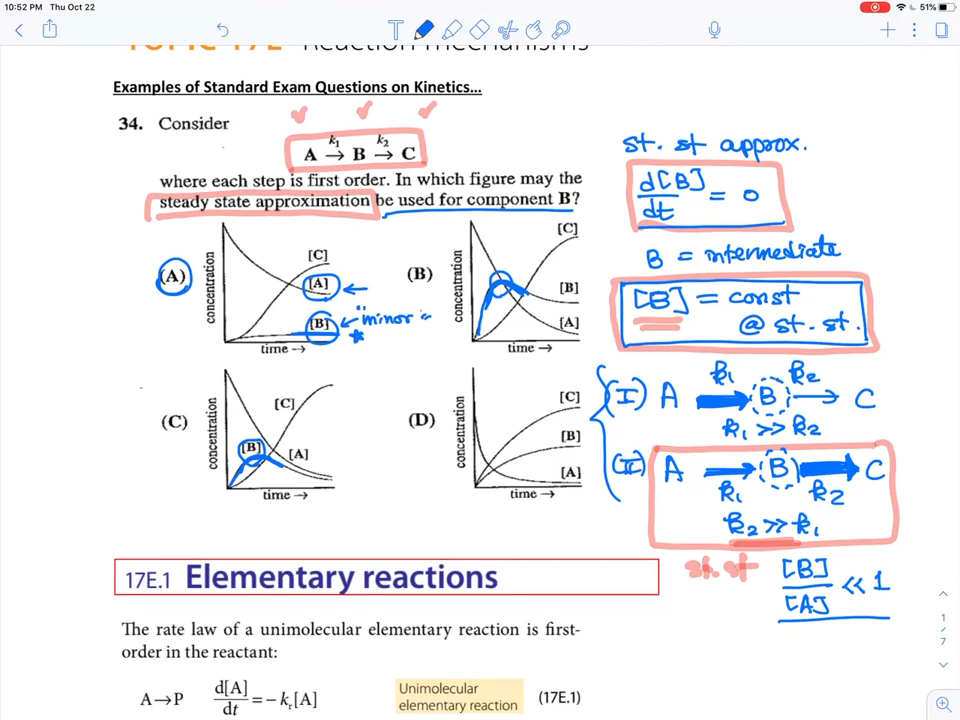 10:52 PM Thu Oct 22
51%
Examples of Standard Exam Questions on Kinetics...
34. Consider
A k₁→ B k₂→ C
where each step is first order. In which figure may the
steady state approximation be used for component B?
(A)
concentration
[C]
[A]
[B]
"minor"
time →
(B)
concentration
[C]
[B]
[A]
time →
(C)
concentration
[C]
[B]
[A]
time →
(D)
concentration
[C]
[B]
[A]
time →
st. st approx.
d[B]/dt = 0
B = intermediate
[B] = const
@ st. st.
(I) A k₁→ B k₂→ C
k₁ >> k₂
(II) A k₁→ B k₂→ C
k₂ >> k₁
st. st
[B]/[A] << 1
17E.1 Elementary reactions
The rate law of a unimolecular elementary reaction is first-
order in the reactant:
A→P d[A]/dt = −kᵣ[A]
Unimolecular
elementary reaction
(17E.1)
1
/
7